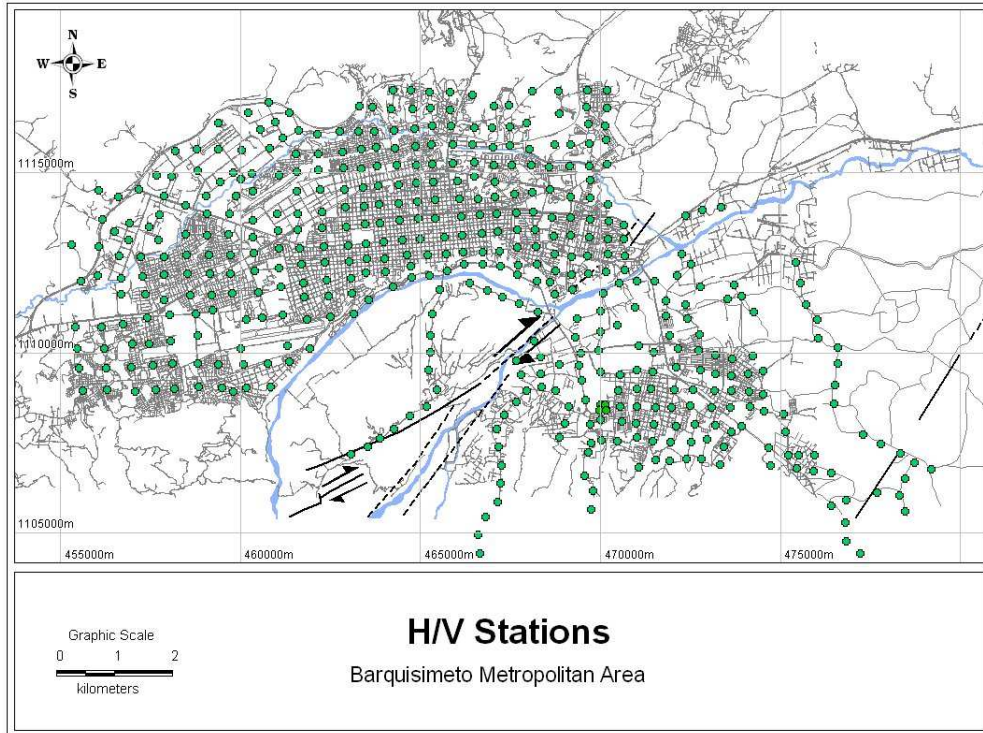 N
W E
S
1115000m
1110000m
1105000m
455000m 460000m 465000m 470000m 475000m
H/V Stations
Barquisimeto Metropolitan Area
Graphic Scale
0 1 2
kilometers